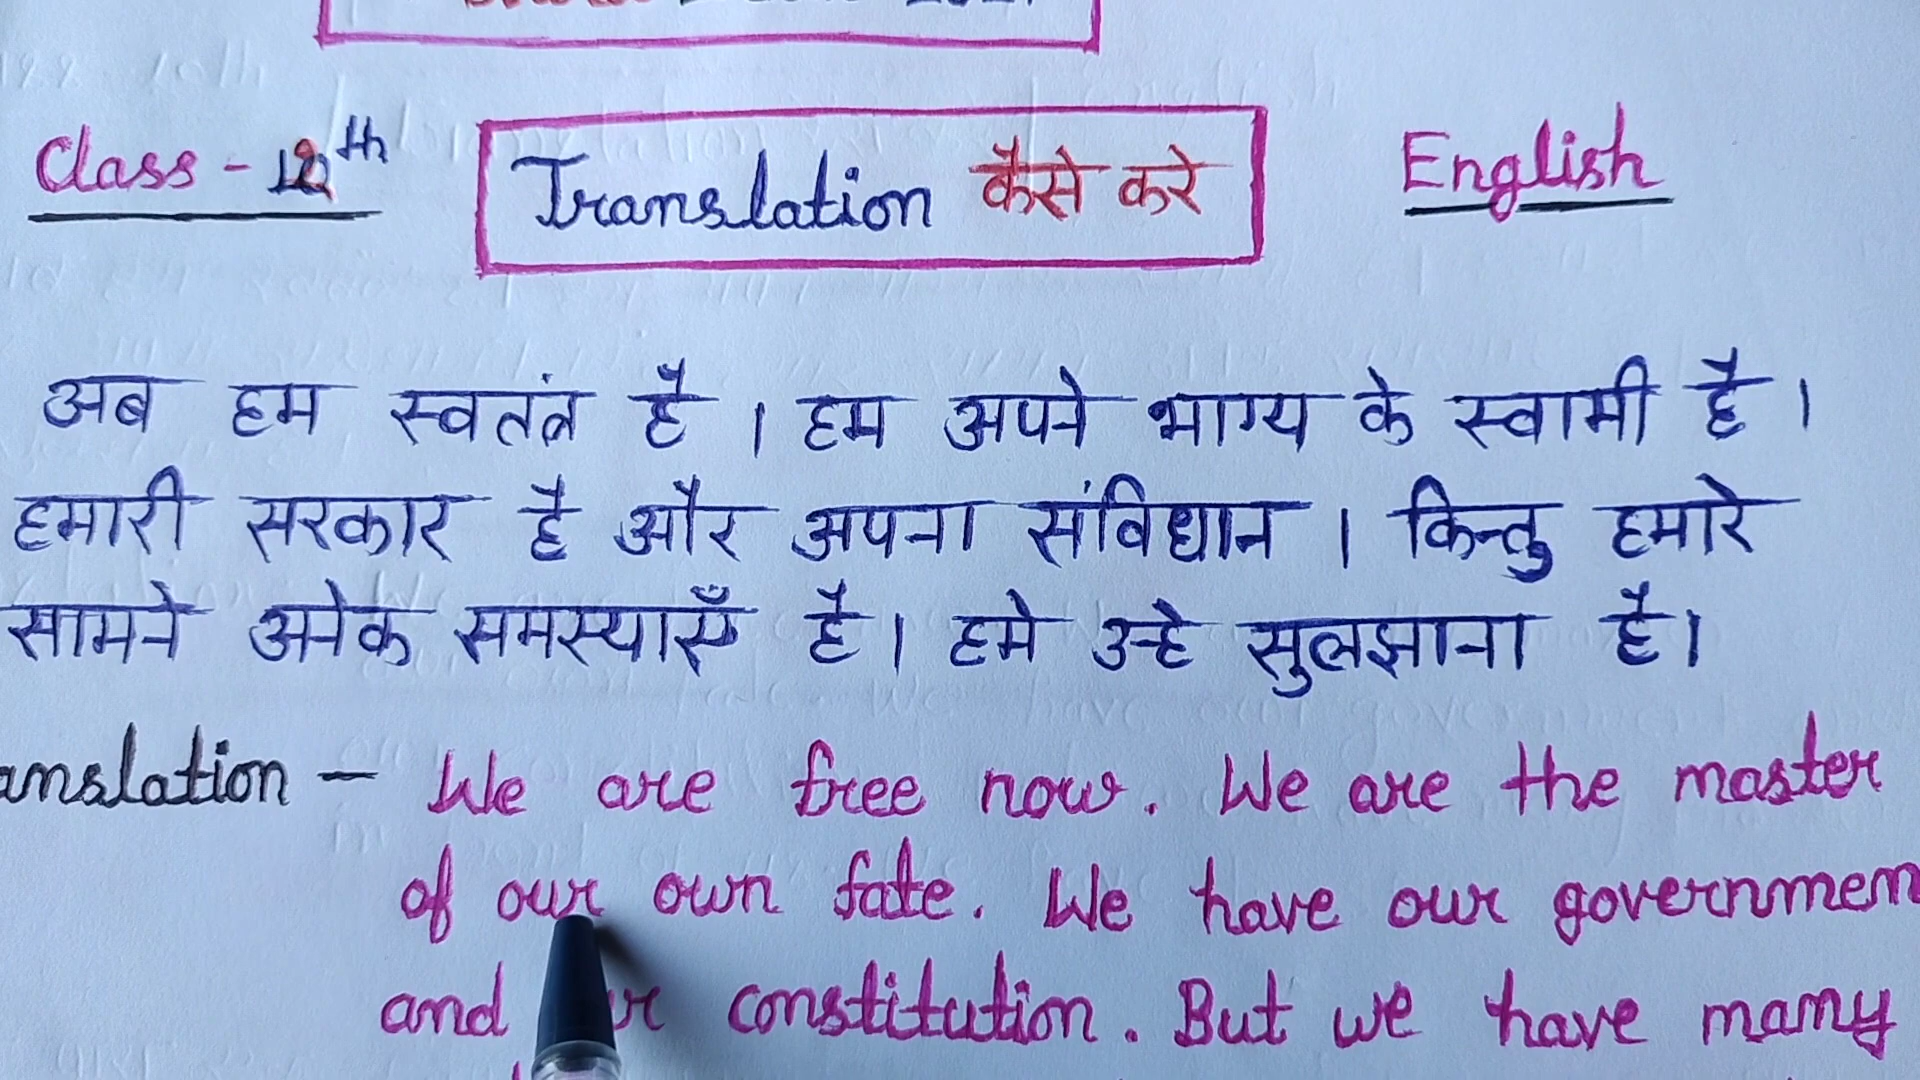 Class - 12th
Translation कैसे करे
English
अब हम स्वतंत्र है । हम अपने भाग्य के स्वामी है ।
हमारी सरकार है और अपना संविधान । किन्तु हमारे
सामने अनेक समस्याएँ है । हमे उन्हे सुलझाना है ।
anslation – We are free now. We are the master
of our own fate. We have our governmen
and constitution. But we have many